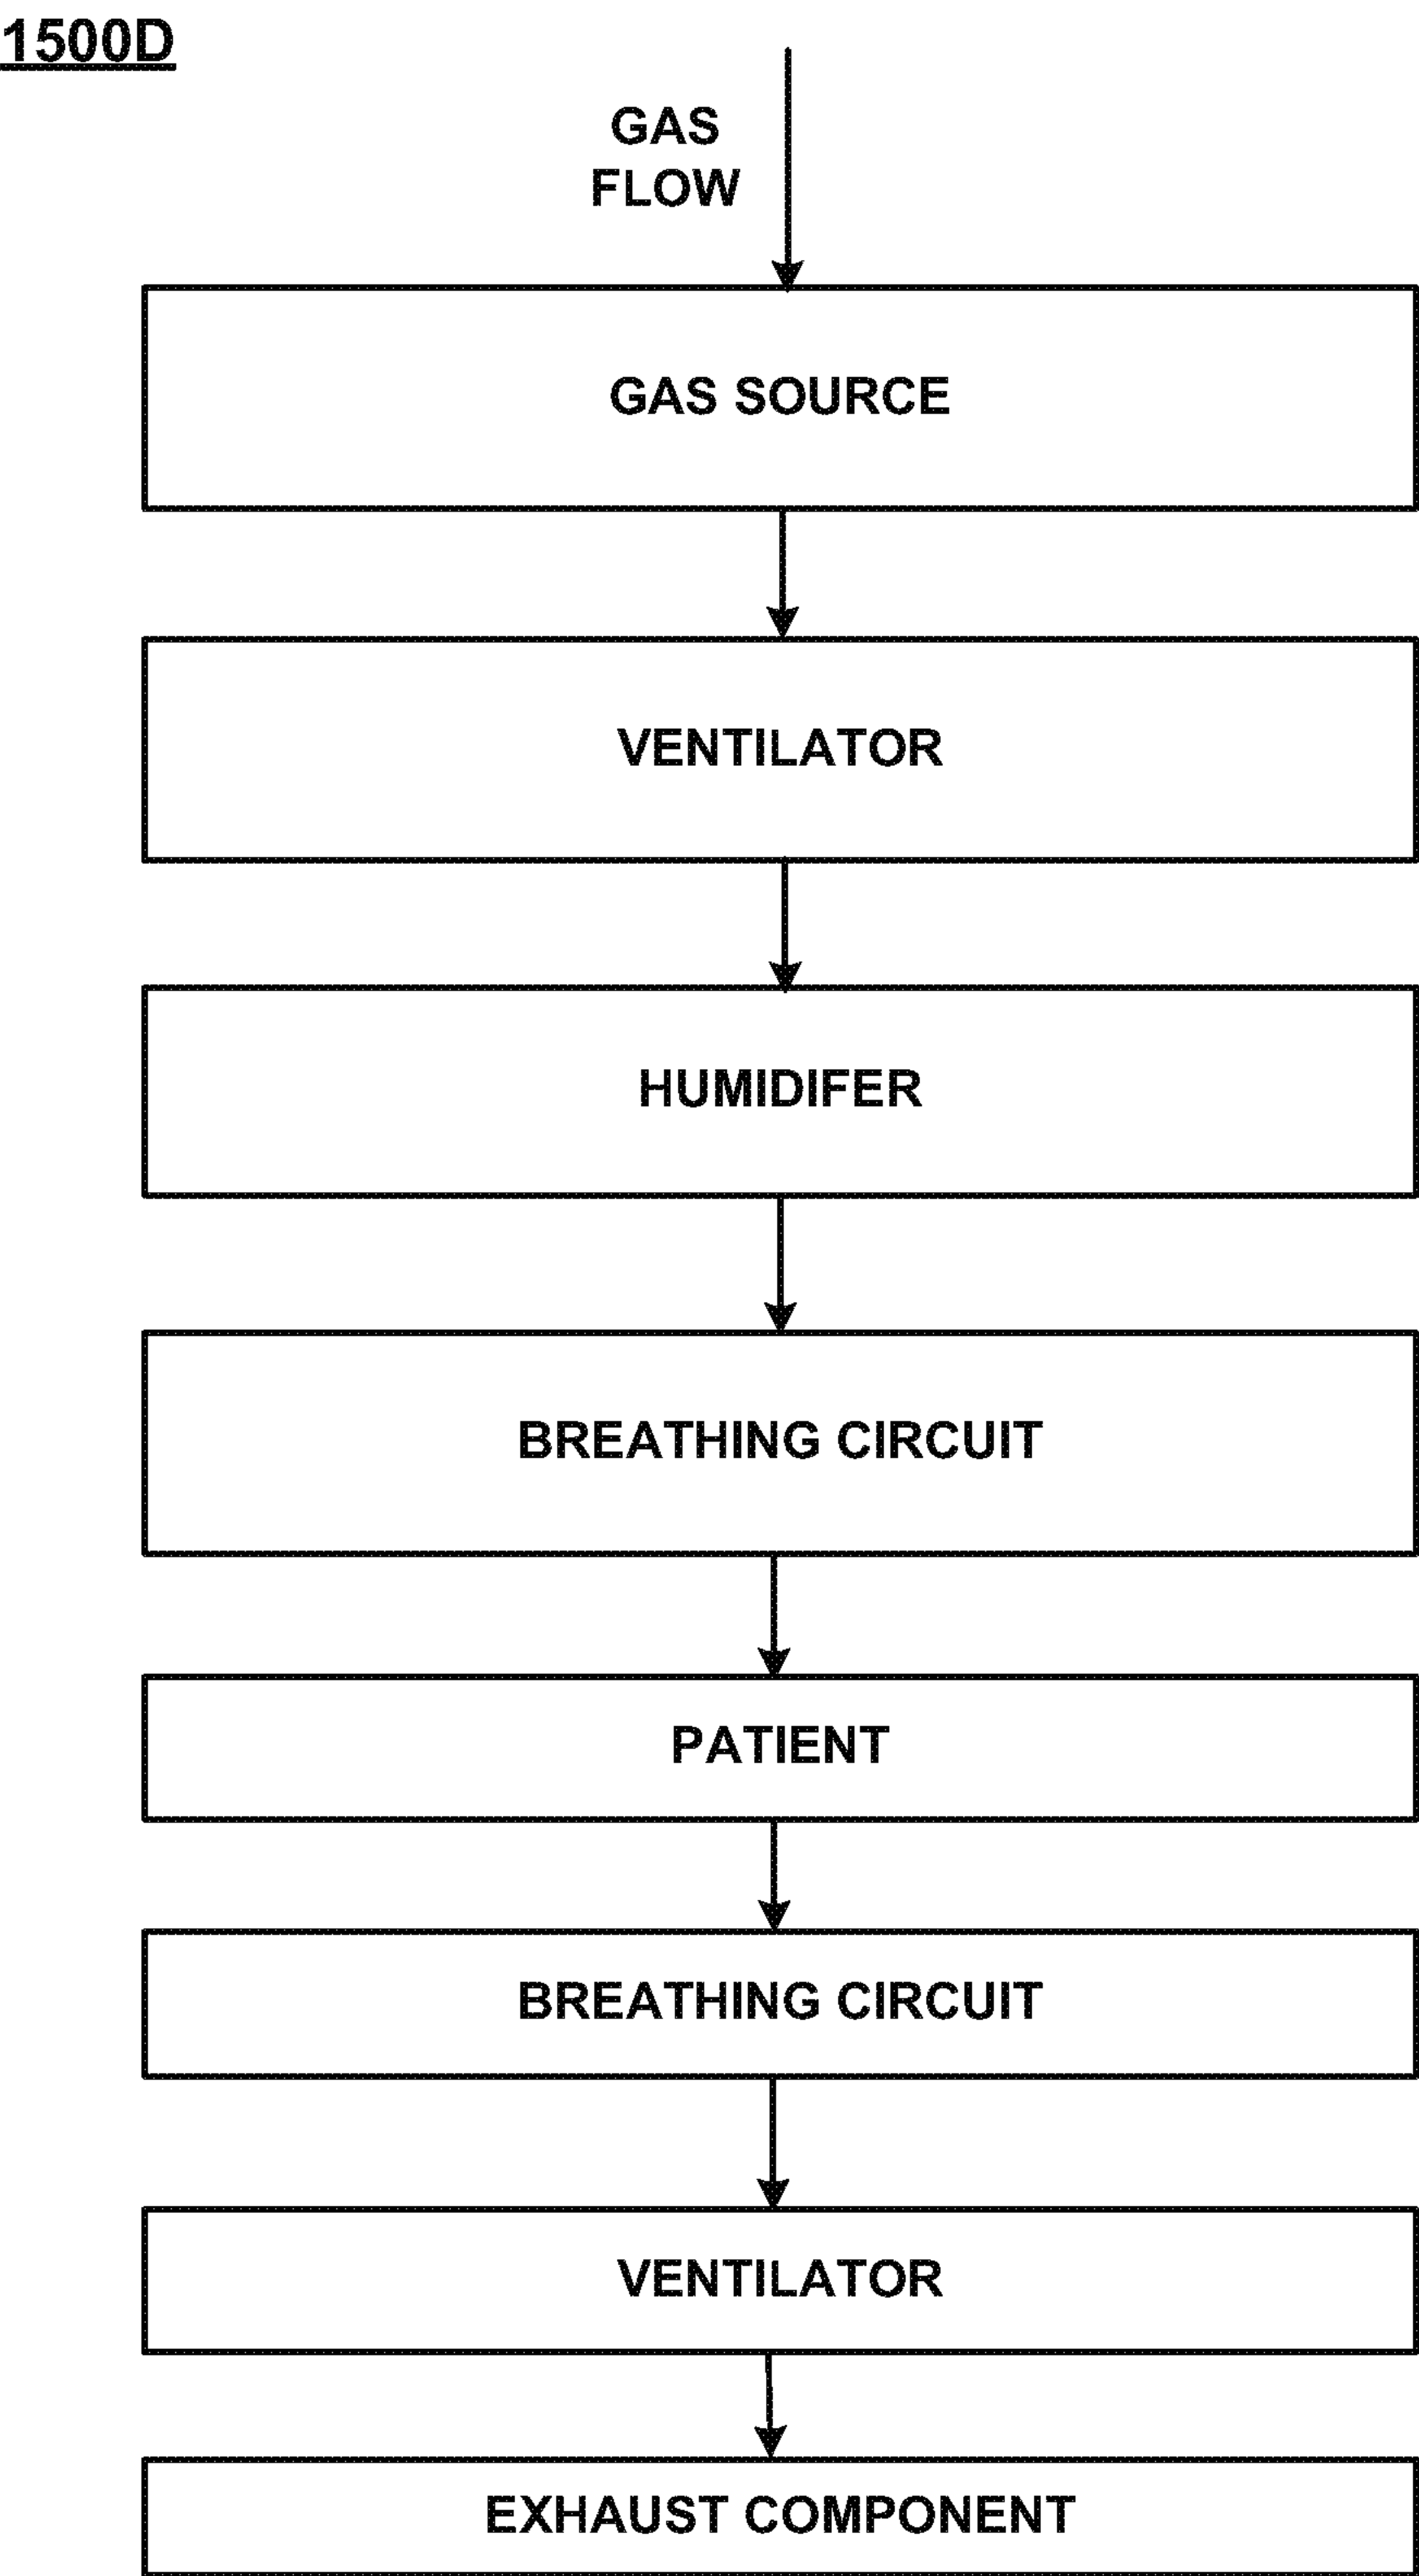 1500D
GAS
FLOW
GAS SOURCE
VENTILATOR
HUMIDIFER
BREATHING CIRCUIT
PATIENT
BREATHING CIRCUIT
VENTILATOR
EXHAUST COMPONENT